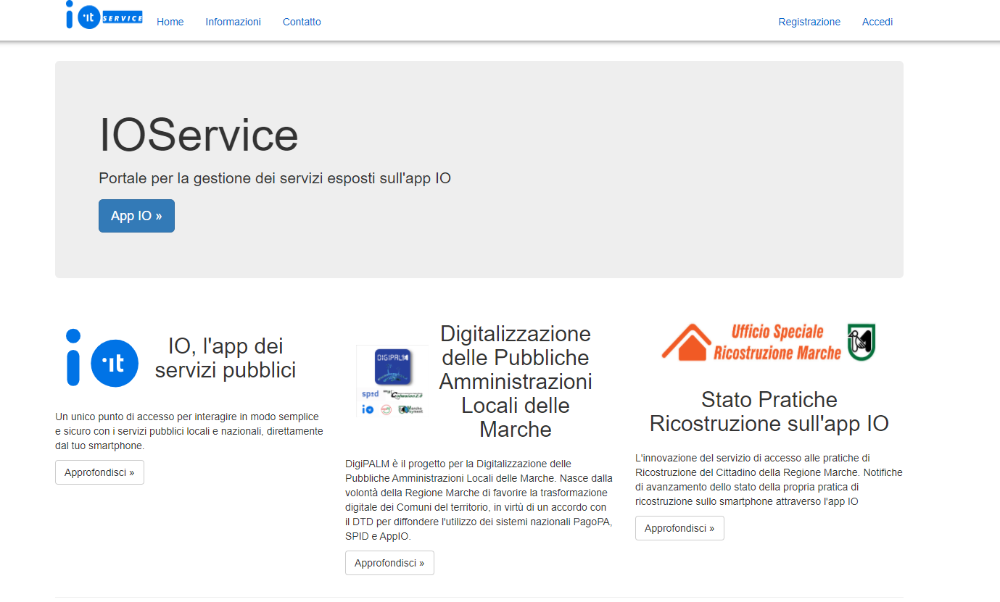 iO ·ıt SERVICE
Home
Informazioni
Contatto
Registrazione
Accedi
IOService
Portale per la gestione dei servizi esposti sull'app IO
App IO »
iO ·ıt
IO, l'app dei
servizi pubblici
Un unico punto di accesso per interagire in modo semplice
e sicuro con i servizi pubblici locali e nazionali, direttamente
dal tuo smartphone.
Approfondisci »
DIGIPALM
spid
Cohesion 2.0
io
Digitalizzazione
delle Pubbliche
Amministrazioni
Locali delle
Marche
DigiPALM è il progetto per la Digitalizzazione delle
Pubbliche Amministrazioni Locali delle Marche. Nasce dalla
volontà della Regione Marche di favorire la trasformazione
digitale dei Comuni del territorio, in virtù di un accordo con
il DTD per diffondere l'utilizzo dei sistemi nazionali PagoPA,
SPID e AppIO.
Approfondisci »
Ufficio Speciale
Ricostruzione Marche
Stato Pratiche
Ricostruzione sull'app IO
L'innovazione del servizio di accesso alle pratiche di
Ricostruzione del Cittadino della Regione Marche. Notifiche
di avanzamento dello stato della propria pratica di
ricostruzione sullo smartphone attraverso l'app IO
Approfondisci »